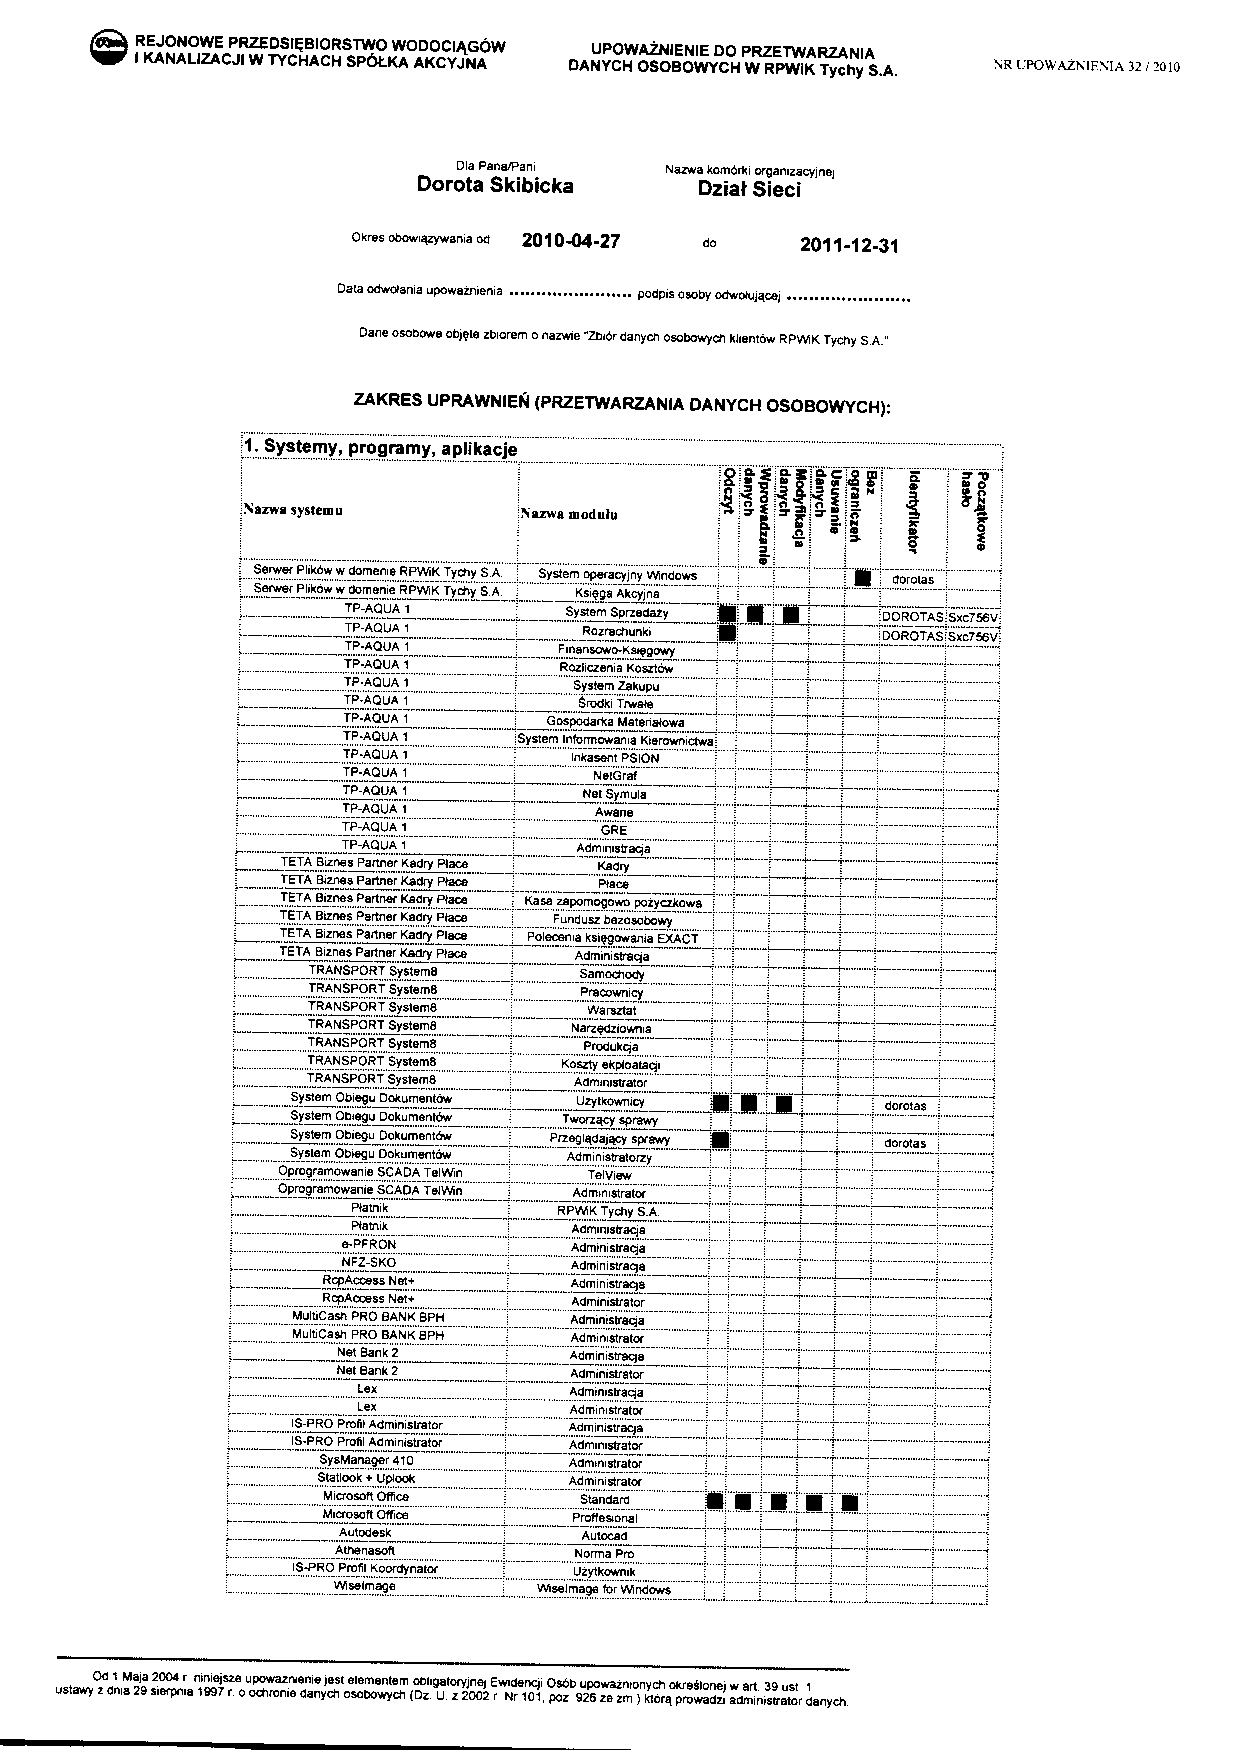 REJONOWE PRZEDSIĘBIORSTWO WODOCIĄGÓW
I KANALIZACJI W TYCHACH SPÓŁKA AKCYJNA
UPOWAŻNIENIE DO PRZETWARZANIA
DANYCH OSOBOWYCH W RPWiK Tychy S.A.
NR UPOWAŻNIENIA 32 / 2010
Dla Pana/Pani
Nazwa komórki organizacyjnej
Dorota Skibicka
Dział Sieci
Okres obowiązywania od 2010-04-27 do 2011-12-31
Data odwołania upoważnienia ...................... podpis osoby odwołującej ......................
Dane osobowe objęte zbiorem o nazwie "Zbiór danych osobowych klientów RPWiK Tychy S.A."
ZAKRES UPRAWNIEŃ (PRZETWARZANIA DANYCH OSOBOWYCH):
1. Systemy, programy, aplikacje
Nazwa systemu Nazwa modułu Odczyt Wprowadzanie danych Modyfikacja danych Usuwanie danych Bez ograniczeń Identyfikator Początkowe hasło
Serwer Plików w domenie RPWiK Tychy S.A. System operacyjny Windows ■ dorotas
Serwer Plików w domenie RPWiK Tychy S.A. Księga Akcyjna
TP-AQUA 1 System Sprzedaży ■ ■ ■ DOROTAS Sxc756V
TP-AQUA 1 Rozrachunki ■ DOROTAS Sxc756V
TP-AQUA 1 Finansowo-Księgowy
TP-AQUA 1 Rozliczenia Kosztów
TP-AQUA 1 System Zakupu
TP-AQUA 1 Środki Trwałe
TP-AQUA 1 Gospodarka Materiałowa
TP-AQUA 1 System Informowania Kierownictwa
TP-AQUA 1 Inkasent PSION
TP-AQUA 1 NetGraf
TP-AQUA 1 Net Symula
TP-AQUA 1 Awarie
TP-AQUA 1 GRE
TP-AQUA 1 Administracja
TETA Biznes Partner Kadry Płace Kadry
TETA Biznes Partner Kadry Płace Płace
TETA Biznes Partner Kadry Płace Kasa zapomogowo pożyczkowa
TETA Biznes Partner Kadry Płace Fundusz bezosobowy
TETA Biznes Partner Kadry Płace Polecenia księgowania EXACT
TETA Biznes Partner Kadry Płace Administracja
TRANSPORT System8 Samochody
TRANSPORT System8 Pracownicy
TRANSPORT System8 Warsztat
TRANSPORT System8 Narzędziownia
TRANSPORT System8 Produkcja
TRANSPORT System8 Koszty ekploatacji
TRANSPORT System8 Administrator
System Obiegu Dokumentów Użytkownicy ■ ■ ■ dorotas
System Obiegu Dokumentów Tworzący sprawy
System Obiegu Dokumentów Przeglądający sprawy ■ dorotas
System Obiegu Dokumentów Administratorzy
Oprogramowanie SCADA TelWin TelView
Oprogramowanie SCADA TelWin Administrator
Płatnik RPWiK Tychy S.A.
Płatnik Administracja
e-PFRON Administracja
NFZ-SKO Administracja
RcpAccess Net+ Administracja
RcpAccess Net+ Administrator
MultiCash PRO BANK BPH Administracja
MultiCash PRO BANK BPH Administrator
Net Bank 2 Administracja
Net Bank 2 Administrator
Lex Administracja
Lex Administrator
IS-PRO Profil Administrator Administracja
IS-PRO Profil Administrator Administrator
SysManager 410 Administrator
Statlook + Uplook Administrator
Microsoft Office Standard ■ ■ ■ ■ ■
Microsoft Office Proffesional
Autodesk Autocad
Athenasoft Norma Pro
IS-PRO Profil Koordynator Użytkownik
WiseImage WiseImage for Windows
Od 1 Maja 2004 r. niniejsze upoważnienie jest elementem obligatoryjnej Ewidencji Osób upoważnionych określonej w art. 39 ust. 1
ustawy z dnia 29 sierpnia 1997 r. o ochronie danych osobowych (Dz. U. z 2002 r. Nr 101, poz. 926 ze zm.) którą prowadzi administrator danych.